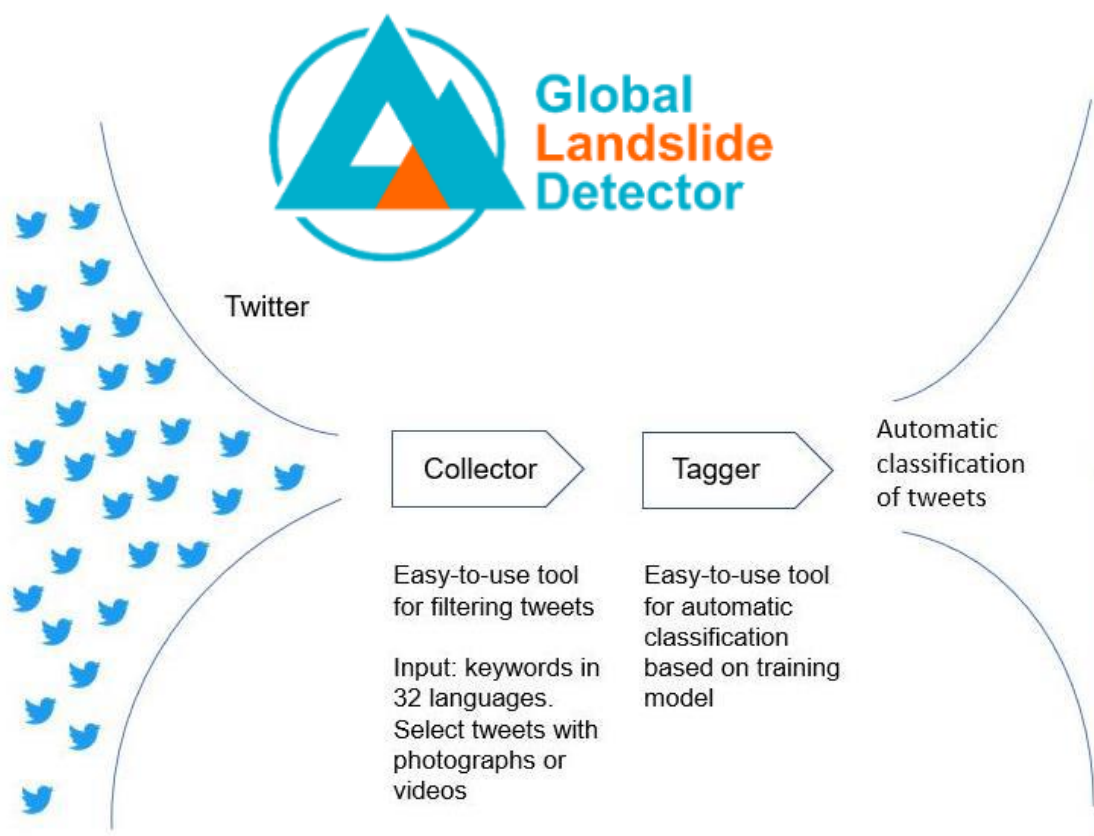 Global
Landslide
Detector
Twitter
Collector
Tagger
Automatic
classification
of tweets
Easy-to-use tool
for filtering tweets
Input: keywords in
32 languages.
Select tweets with
photographs or
videos
Easy-to-use tool
for automatic
classification
based on training
model